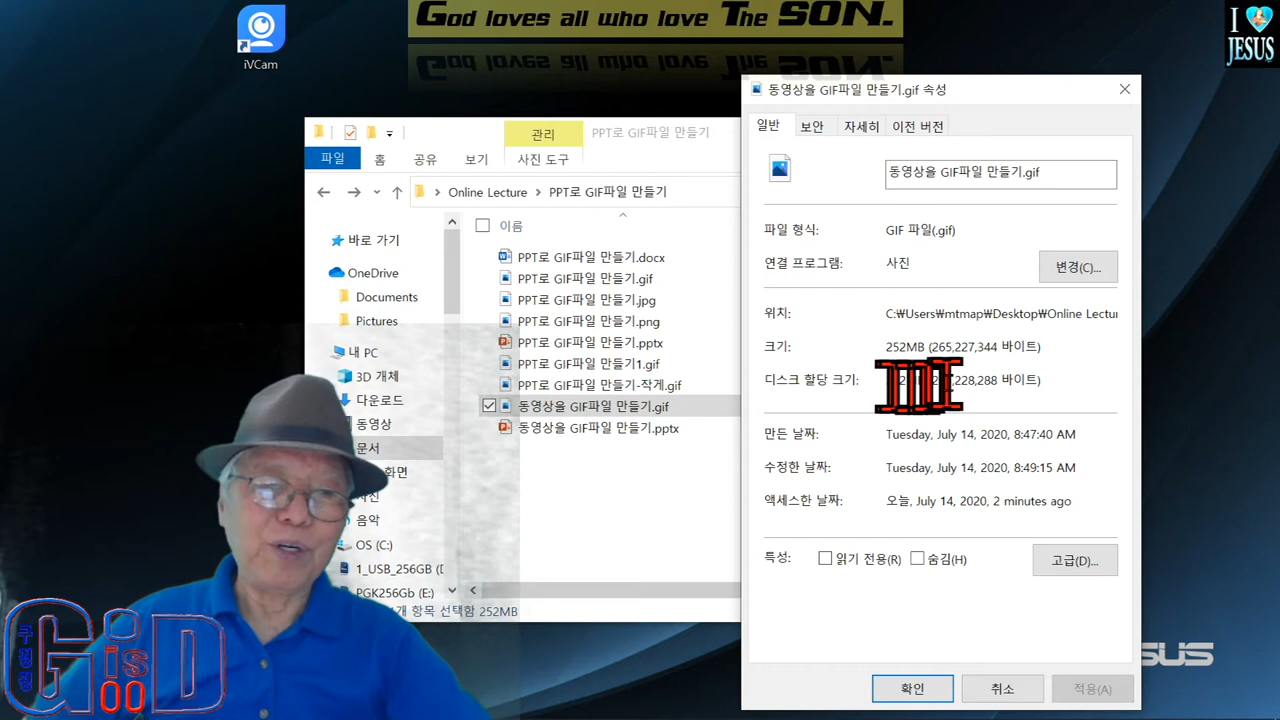 God loves all who love The SON.
I
JESUS
iVCam
동영상을 GIF파일 만들기.gif 속성
관리
PPT로 GIF파일 만들기
파일
홈
공유
보기
사진 도구
Online Lecture
PPT로 GIF파일 만들기
이름
바로 가기
OneDrive
Documents
Pictures
내 PC
3D 개체
다운로드
동영상
문서
화면
사진
음악
OS (C:)
1_USB_256GB (D
PGK256Gb (E:)
PPT로 GIF파일 만들기.docx
PPT로 GIF파일 만들기.gif
PPT로 GIF파일 만들기.jpg
PPT로 GIF파일 만들기.png
PPT로 GIF파일 만들기.pptx
PPT로 GIF파일 만들기1.gif
PPT로 GIF파일 만들기-작게.gif
동영상을 GIF파일 만들기.gif
동영상을 GIF파일 만들기.pptx
개 항목 선택함 252MB
일반
보안
자세히
이전 버전
동영상을 GIF파일 만들기.gif
파일 형식:
GIF 파일(.gif)
연결 프로그램:
사진
변경(C)...
위치:
C:₩Users₩mtmap₩Desktop₩Online Lectur
크기:
252MB (265,227,344 바이트)
디스크 할당 크기:
,228,288 바이트)
만든 날짜:
Tuesday, July 14, 2020, 8:47:40 AM
수정한 날짜:
Tuesday, July 14, 2020, 8:49:15 AM
액세스한 날짜:
오늘, July 14, 2020, 2 minutes ago
특성:
읽기 전용(R)
숨김(H)
고급(D)...
확인
취소
적용(A)
SUS